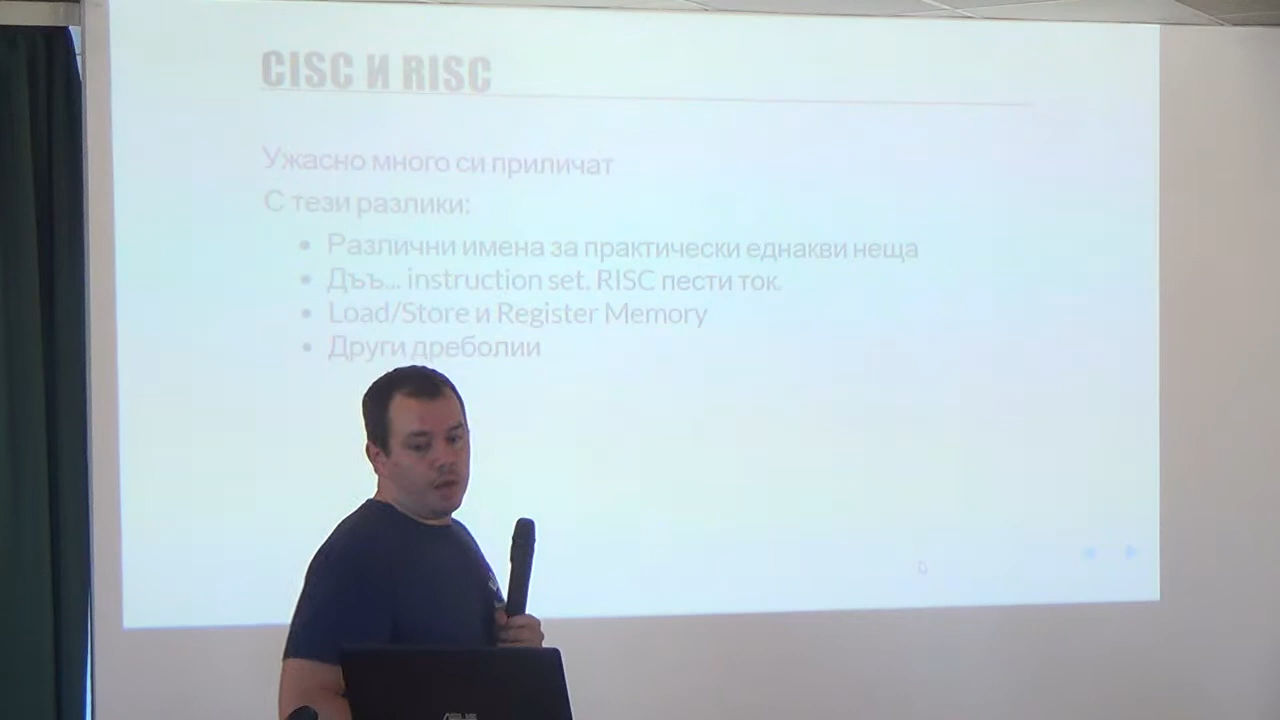 CISC И RISC
Ужасно много си приличат
С тези разлики:
Различни имена за практически еднакви неща
Дъъ... instruction set. RISC пести ток.
Load/Store и Register Memory
Други дреболии
ASUS